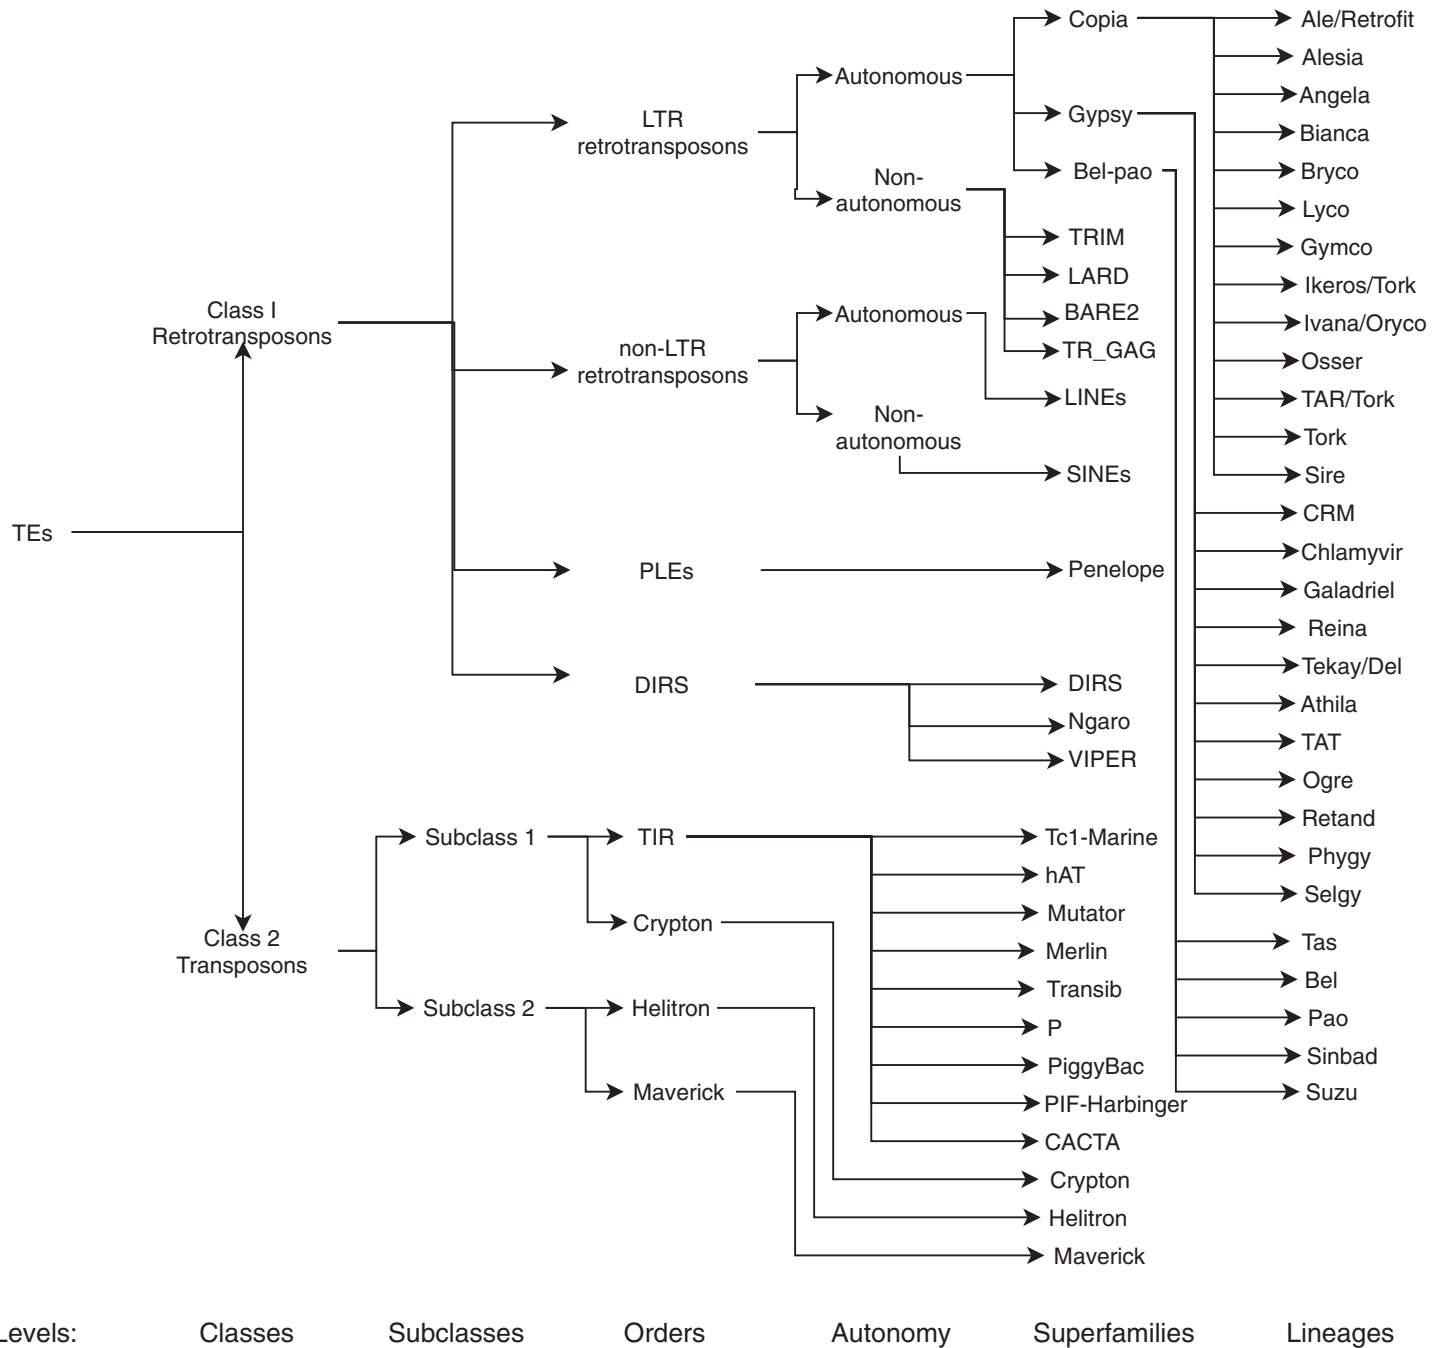 Copia
Ale/Retrofit
Alesia
Autonomous
Angela
Gypsy
LTR
retrotransposons
Bianca
Bel-pao
Bryco
Non-
autonomous
Lyco
TRIM
Gymco
LARD
Ikeros/Tork
Class I
Retrotransposons
Autonomous
BARE2
Ivana/Oryco
non-LTR
retrotransposons
TR_GAG
Osser
LINEs
TAR/Tork
Non-
autonomous
Tork
SINEs
Sire
CRM
TEs
Chlamyvir
PLEs
Penelope
Galadriel
Reina
Tekay/Del
DIRS
DIRS
Athila
Ngaro
TAT
VIPER
Ogre
Retand
Subclass 1
TIR
Tc1-Marine
Phygy
hAT
Selgy
Crypton
Mutator
Class 2
Transposons
Merlin
Tas
Transib
Bel
Subclass 2
Helitron
P
Pao
PiggyBac
Sinbad
Maverick
PIF-Harbinger
Suzu
CACTA
Crypton
Helitron
Maverick
Levels: Classes Subclasses Orders Autonomy Superfamilies Lineages